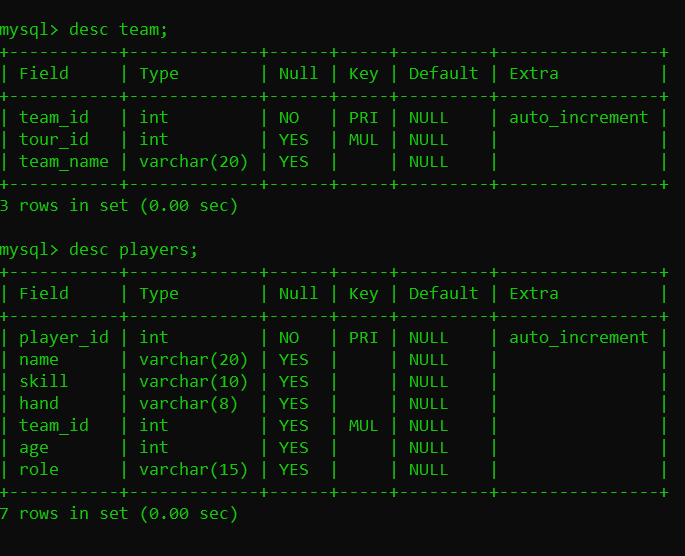 mysql> desc team;
+-----------+-------------+------+-----+---------+----------------+
| Field     | Type        | Null | Key | Default | Extra          |
+-----------+-------------+------+-----+---------+----------------+
| team_id   | int         | NO   | PRI | NULL    | auto_increment |
| tour_id   | int         | YES  | MUL | NULL    |                |
| team_name | varchar(20) | YES  |     | NULL    |                |
+-----------+-------------+------+-----+---------+----------------+
3 rows in set (0.00 sec)

mysql> desc players;
+-----------+-------------+------+-----+---------+----------------+
| Field     | Type        | Null | Key | Default | Extra          |
+-----------+-------------+------+-----+---------+----------------+
| player_id | int         | NO   | PRI | NULL    | auto_increment |
| name      | varchar(20) | YES  |     | NULL    |                |
| skill     | varchar(10) | YES  |     | NULL    |                |
| hand      | varchar(8)  | YES  |     | NULL    |                |
| team_id   | int         | YES  | MUL | NULL    |                |
| age       | int         | YES  |     | NULL    |                |
| role      | varchar(15) | YES  |     | NULL    |                |
+-----------+-------------+------+-----+---------+----------------+
7 rows in set (0.00 sec)